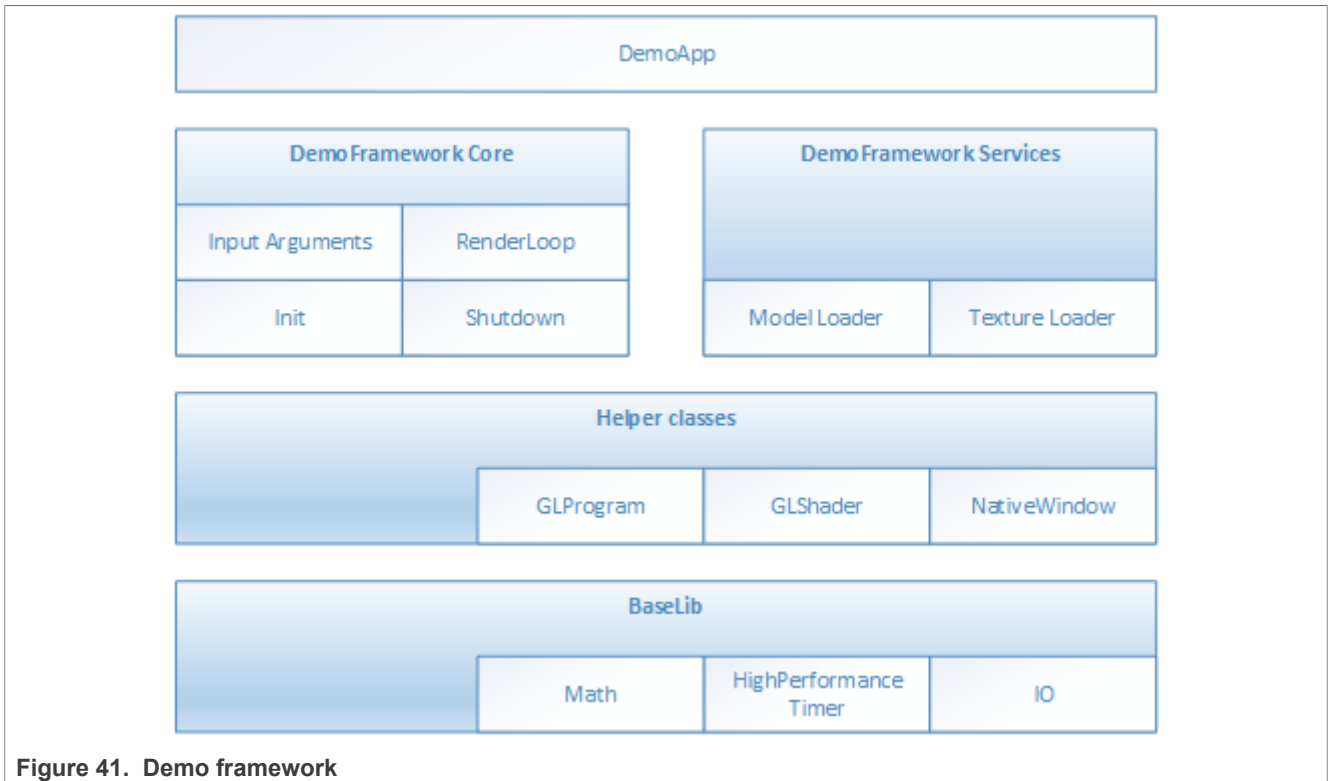 DemoApp
DemoFramework Core
Input Arguments
RenderLoop
Init
Shutdown
DemoFramework Services
Model Loader
Texture Loader
Helper classes
GLProgram
GLShader
NativeWindow
BaseLib
Math
HighPerformance
Timer
IO
Figure 41. Demo framework